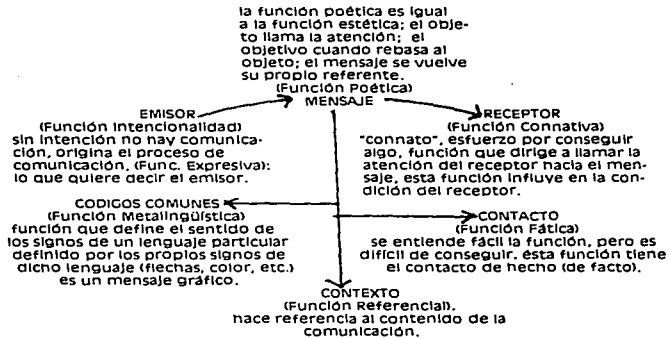 la función poética es igual
a la función estética; el obje-
to llama la atención; el
objetivo cuando rebasa al
objeto; el mensaje se vuelve
su propio referente.
(Función Poética)
MENSAJE
EMISOR
(Función Intencionalidad)
sin intención no hay comunica-
ción, origina el proceso de
comunicación, (Func. Expresiva):
lo que quiere decir el emisor.
RECEPTOR
(Función Connativa)
"connato", esfuerzo por conseguir
algo, función que dirige a llamar la
atención del receptor hacia el men-
saje, esta función influye en la con-
dición del receptor.
CODIGOS COMUNES
(Función Metalingüística)
función que define el sentido de
los signos de un lenguaje particular
definido por los propios signos de
dicho lenguaje (flechas, color, etc.)
es un mensaje gráfico.
CONTACTO
(Función Fática)
se entiende fácil la función, pero es
difícil de conseguir. ésta función tiene
el contacto de hecho (de facto).
CONTEXTO
(Función Referencial).
hace referencia al contenido de la
comunicación.